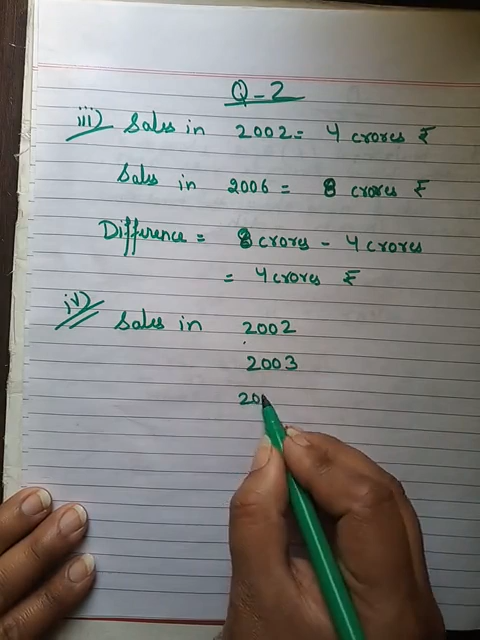 Q-2
iii) Sales in 2002 = 4 crores ₹
Sales in 2006 = 8 crores ₹
Difference = 8 crores - 4 crores
= 4 crores ₹
iv) Sales in 2002
2003
20